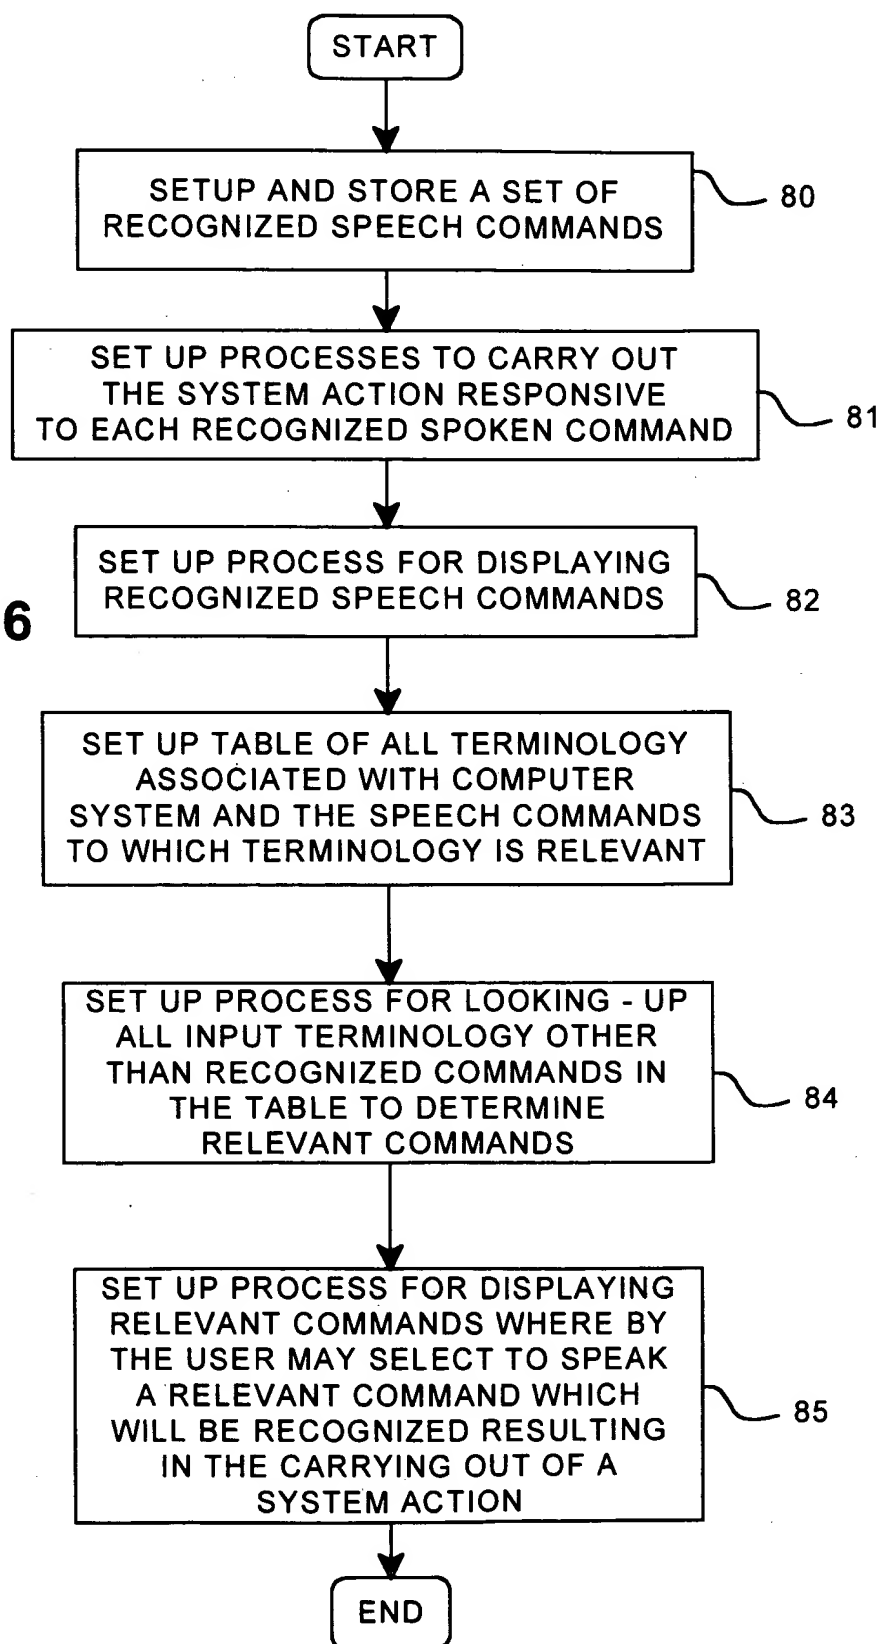 START
SETUP AND STORE A SET OF
RECOGNIZED SPEECH COMMANDS
80
SET UP PROCESSES TO CARRY OUT
THE SYSTEM ACTION RESPONSIVE
TO EACH RECOGNIZED SPOKEN COMMAND
81
SET UP PROCESS FOR DISPLAYING
RECOGNIZED SPEECH COMMANDS
82
6
SET UP TABLE OF ALL TERMINOLOGY
ASSOCIATED WITH COMPUTER
SYSTEM AND THE SPEECH COMMANDS
TO WHICH TERMINOLOGY IS RELEVANT
83
SET UP PROCESS FOR LOOKING - UP
ALL INPUT TERMINOLOGY OTHER
THAN RECOGNIZED COMMANDS IN
THE TABLE TO DETERMINE
RELEVANT COMMANDS
84
SET UP PROCESS FOR DISPLAYING
RELEVANT COMMANDS WHERE BY
THE USER MAY SELECT TO SPEAK
A RELEVANT COMMAND WHICH
WILL BE RECOGNIZED RESULTING
IN THE CARRYING OUT OF A
SYSTEM ACTION
85
END